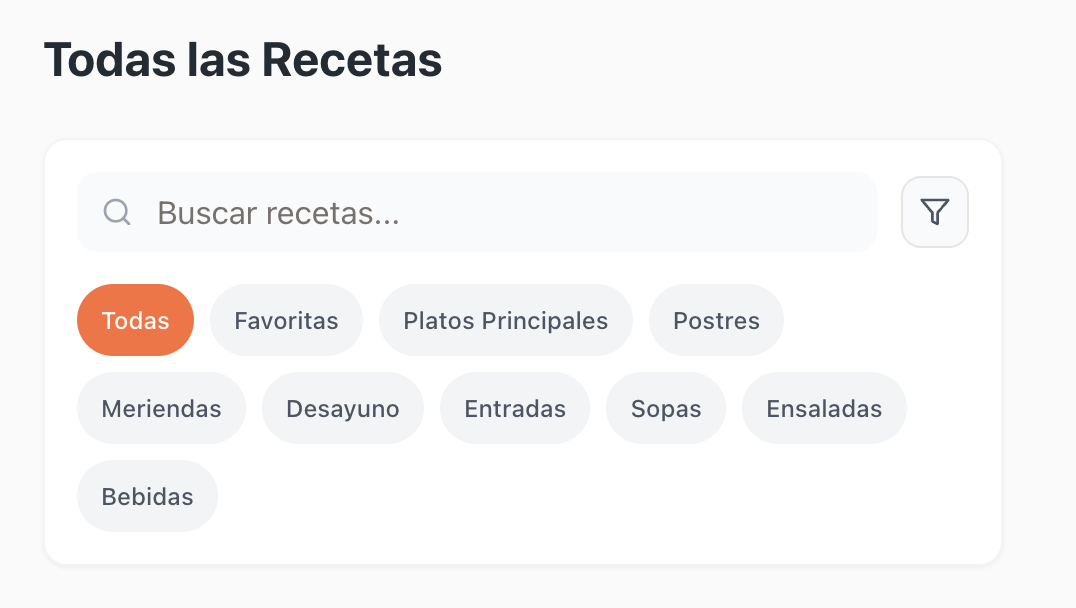 Todas las Recetas
Buscar recetas...
Todas Favoritas Platos Principales Postres
Meriendas Desayuno Entradas Sopas Ensaladas
Bebidas